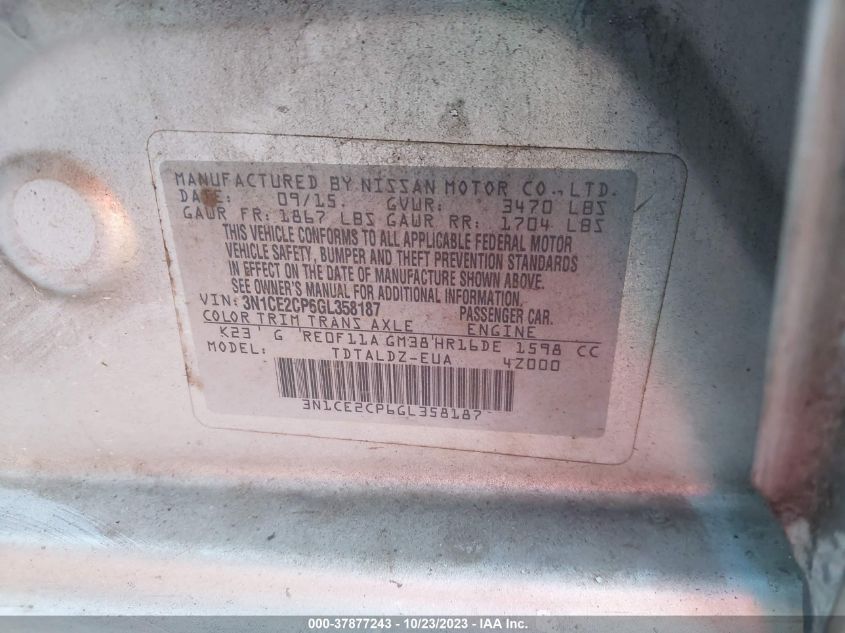 MANUFACTURED BY NISSAN MOTOR CO., LTD.
DATE: 09/15. GVWR: 3470 LBS
GAWR FR: 1867 LBS GAWR RR: 1704 LBS
THIS VEHICLE CONFORMS TO ALL APPLICABLE FEDERAL MOTOR
VEHICLE SAFETY, BUMPER AND THEFT PREVENTION STANDARDS
IN EFFECT ON THE DATE OF MANUFACTURE SHOWN ABOVE.
SEE OWNER'S MANUAL FOR ADDITIONAL INFORMATION.
VIN: 3N1CE2CP6GL358187 PASSENGER CAR.
COLOR TRIM TRANS AXLE ENGINE
K23' G 'RE0F11A GM38'HR16DE 1598 CC
MODEL: TDTALDZ-EUA 4Z000
3N1CE2CP6GL358187
000-37877243 - 10/23/2023 - www.iaai.com